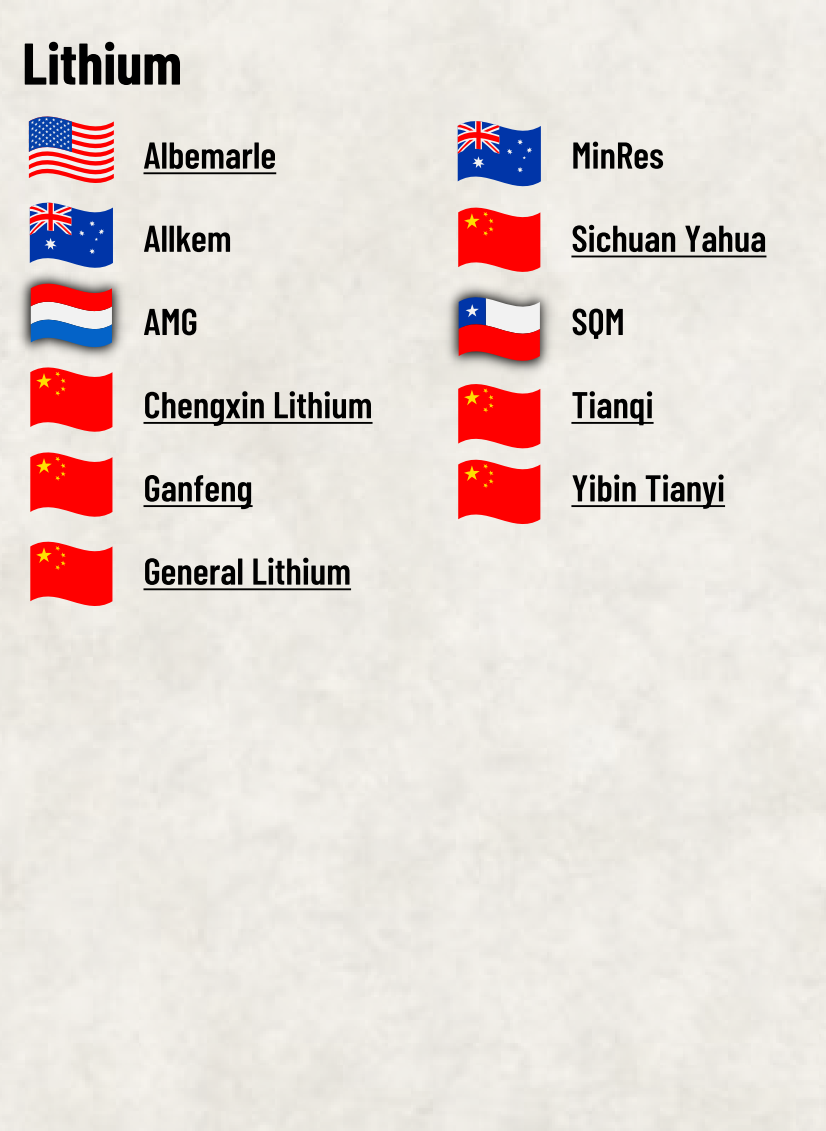 Lithium
Albemarle
Allkem
AMG
Chengxin Lithium
Ganfeng
General Lithium
MinRes
Sichuan Yahua
SQM
Tianqi
Yibin Tianyi